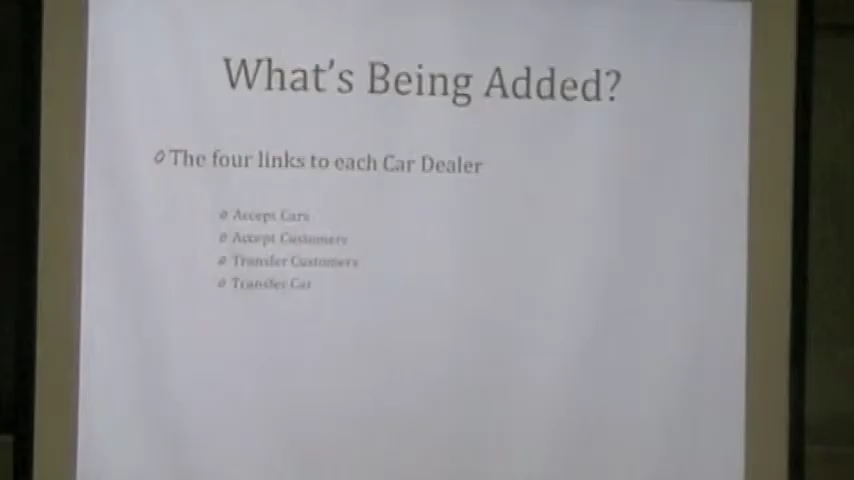 What's Being Added?
The four links to each Car Dealer
Accept Cars
Accept Customers
Transfer Customers
Transfer Car